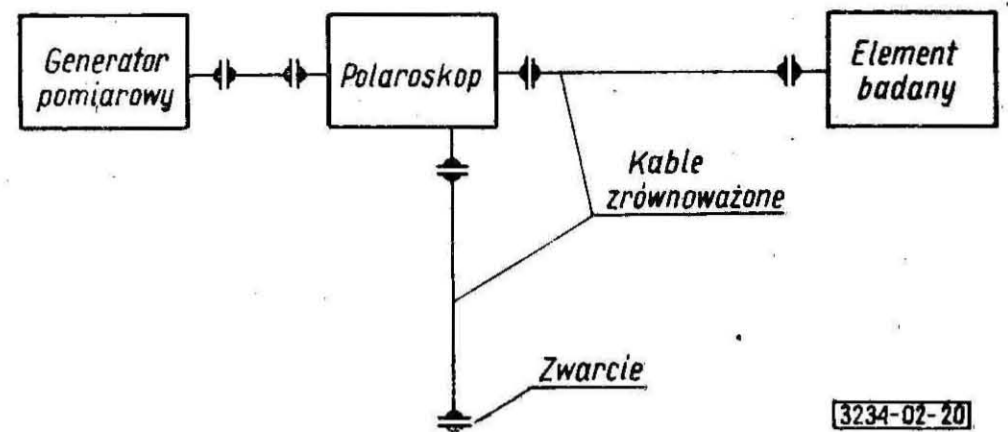 Generator
pomiarowy
Polaroskop
Element
badany
Kable
zrównoważone
Zwarcie
3234-02-20